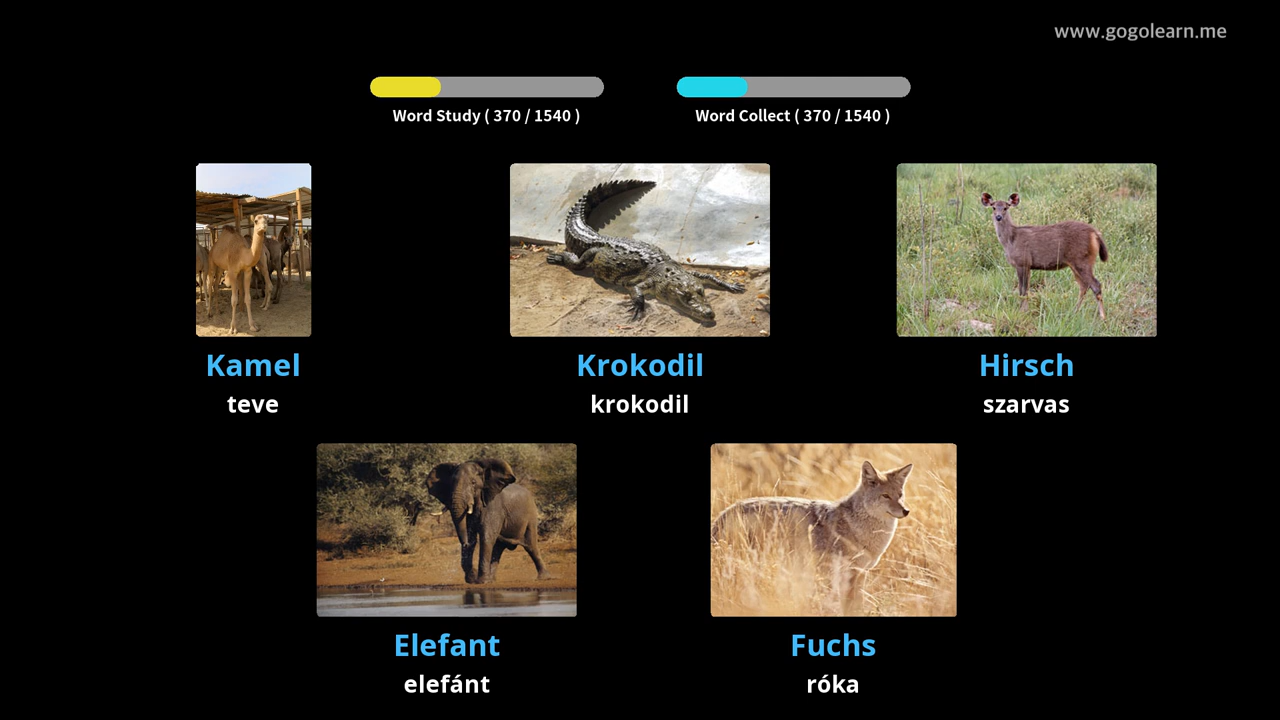 www.gogolearn.me
Word Study ( 370 / 1540 )
Word Collect ( 370 / 1540 )
Kamel
teve
Krokodil
krokodil
Hirsch
szarvas
Elefant
elefánt
Fuchs
róka